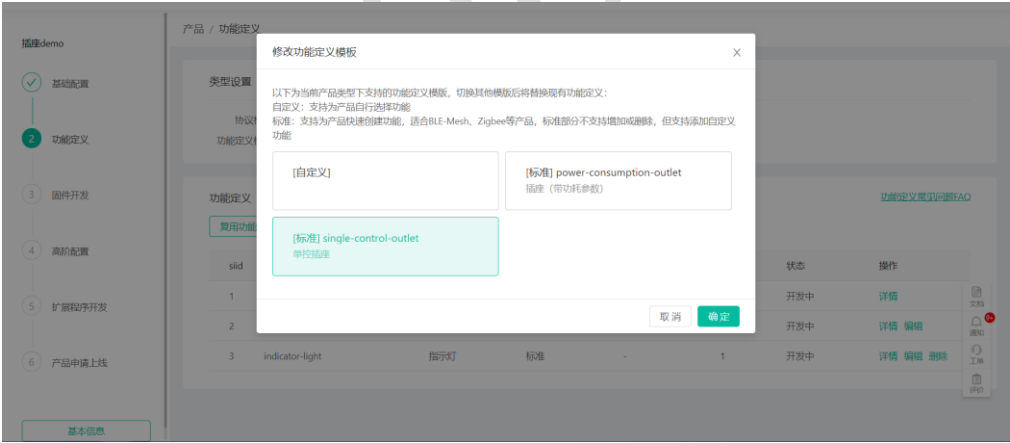 产品 / 功能定义
插座demo
基础配置
2 功能定义
3 固件开发
4 高阶配置
5 扩展程序开发
6 产品申请上线
基本信息
类型设置
功能定义
功能定义常见问题FAQ
siid 状态 操作
1 开发中 详情
2 开发中 详情 编辑
3 indicator-light 指示灯 标准 - 1 开发中 详情 编辑 删除
修改功能定义模板
以下为当前产品类型下支持的功能定义模版，切换其他模版后将替换现有功能定义：
自定义：支持为产品自行选择功能
标准：支持为产品快速创建功能，适合BLE-Mesh、Zigbee等产品，标准部分不支持增加或删除，但支持添加自定义
功能
[自定义]
[标准] power-consumption-outlet
插座（带功耗参数）
[标准] single-control-outlet
单控插座
取消 确定
文档
9+
通知
工单
评价